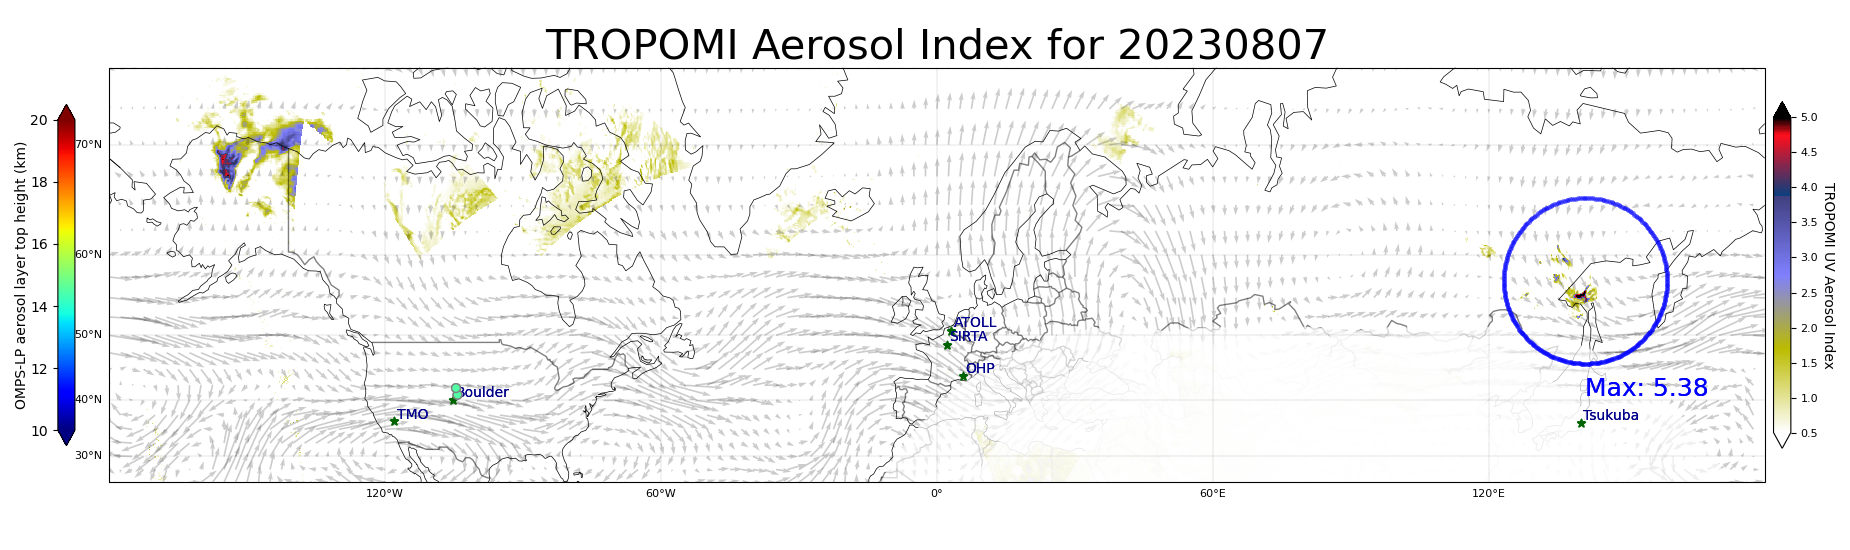 TROPOMI Aerosol Index for 20230807
OMPS-LP aerosol layer top height (km)
20
18
16
14
12
10
70°N
60°N
50°N
40°N
30°N
120°W
60°W
0°
60°E
120°E
ATOLL
SIRTA
OHP
Boulder
TMO
Max: 5.38
Tsukuba
5.0
4.5
4.0
3.5
3.0
2.5
2.0
1.5
1.0
0.5
TROPOMI UV Aerosol Index